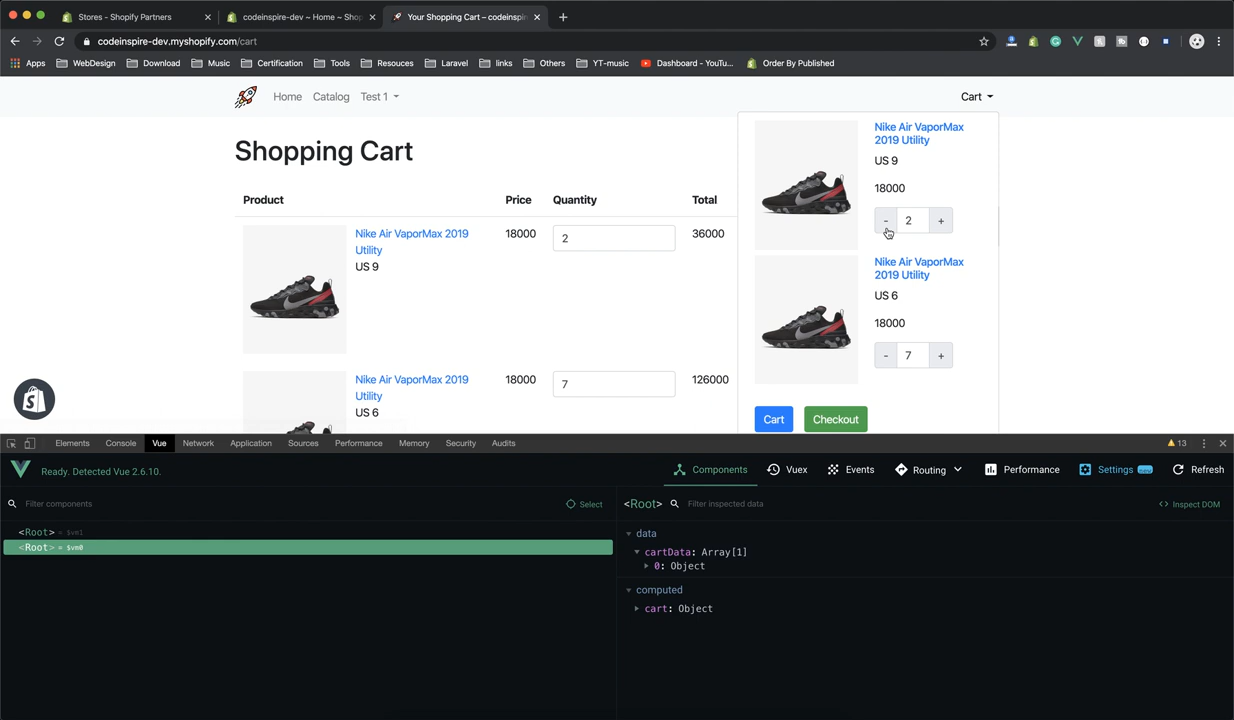 Stores - Shopify Partners
codeinspire-dev ~ Home ~ Shop
Your Shopping Cart – codeinspir
codeinspire-dev.myshopify.com/cart
Apps WebDesign Download Music Certification Tools Resouces Laravel links Others YT-music Dashboard - YouTu... Order By Published
Home Catalog Test 1 Cart
Shopping Cart
Product Price Quantity Total
Nike Air VaporMax 2019
Utility
US 9
18000
2
36000
Nike Air VaporMax 2019
Utility
US 6
18000
7
126000
Nike Air VaporMax
2019 Utility
US 9
18000
- 2 +
Nike Air VaporMax
2019 Utility
US 6
18000
- 7 +
Cart Checkout
Elements Console Vue Network Application Sources Performance Memory Security Audits 13
Ready. Detected Vue 2.6.10.
Components Vuex Events Routing Performance Settings new Refresh
Filter components
Select
<Root> Filter inspected data
Inspect DOM
<Root> = $vm1
<Root> = $vm0
data
cartData: Array[1]
0: Object
computed
cart: Object